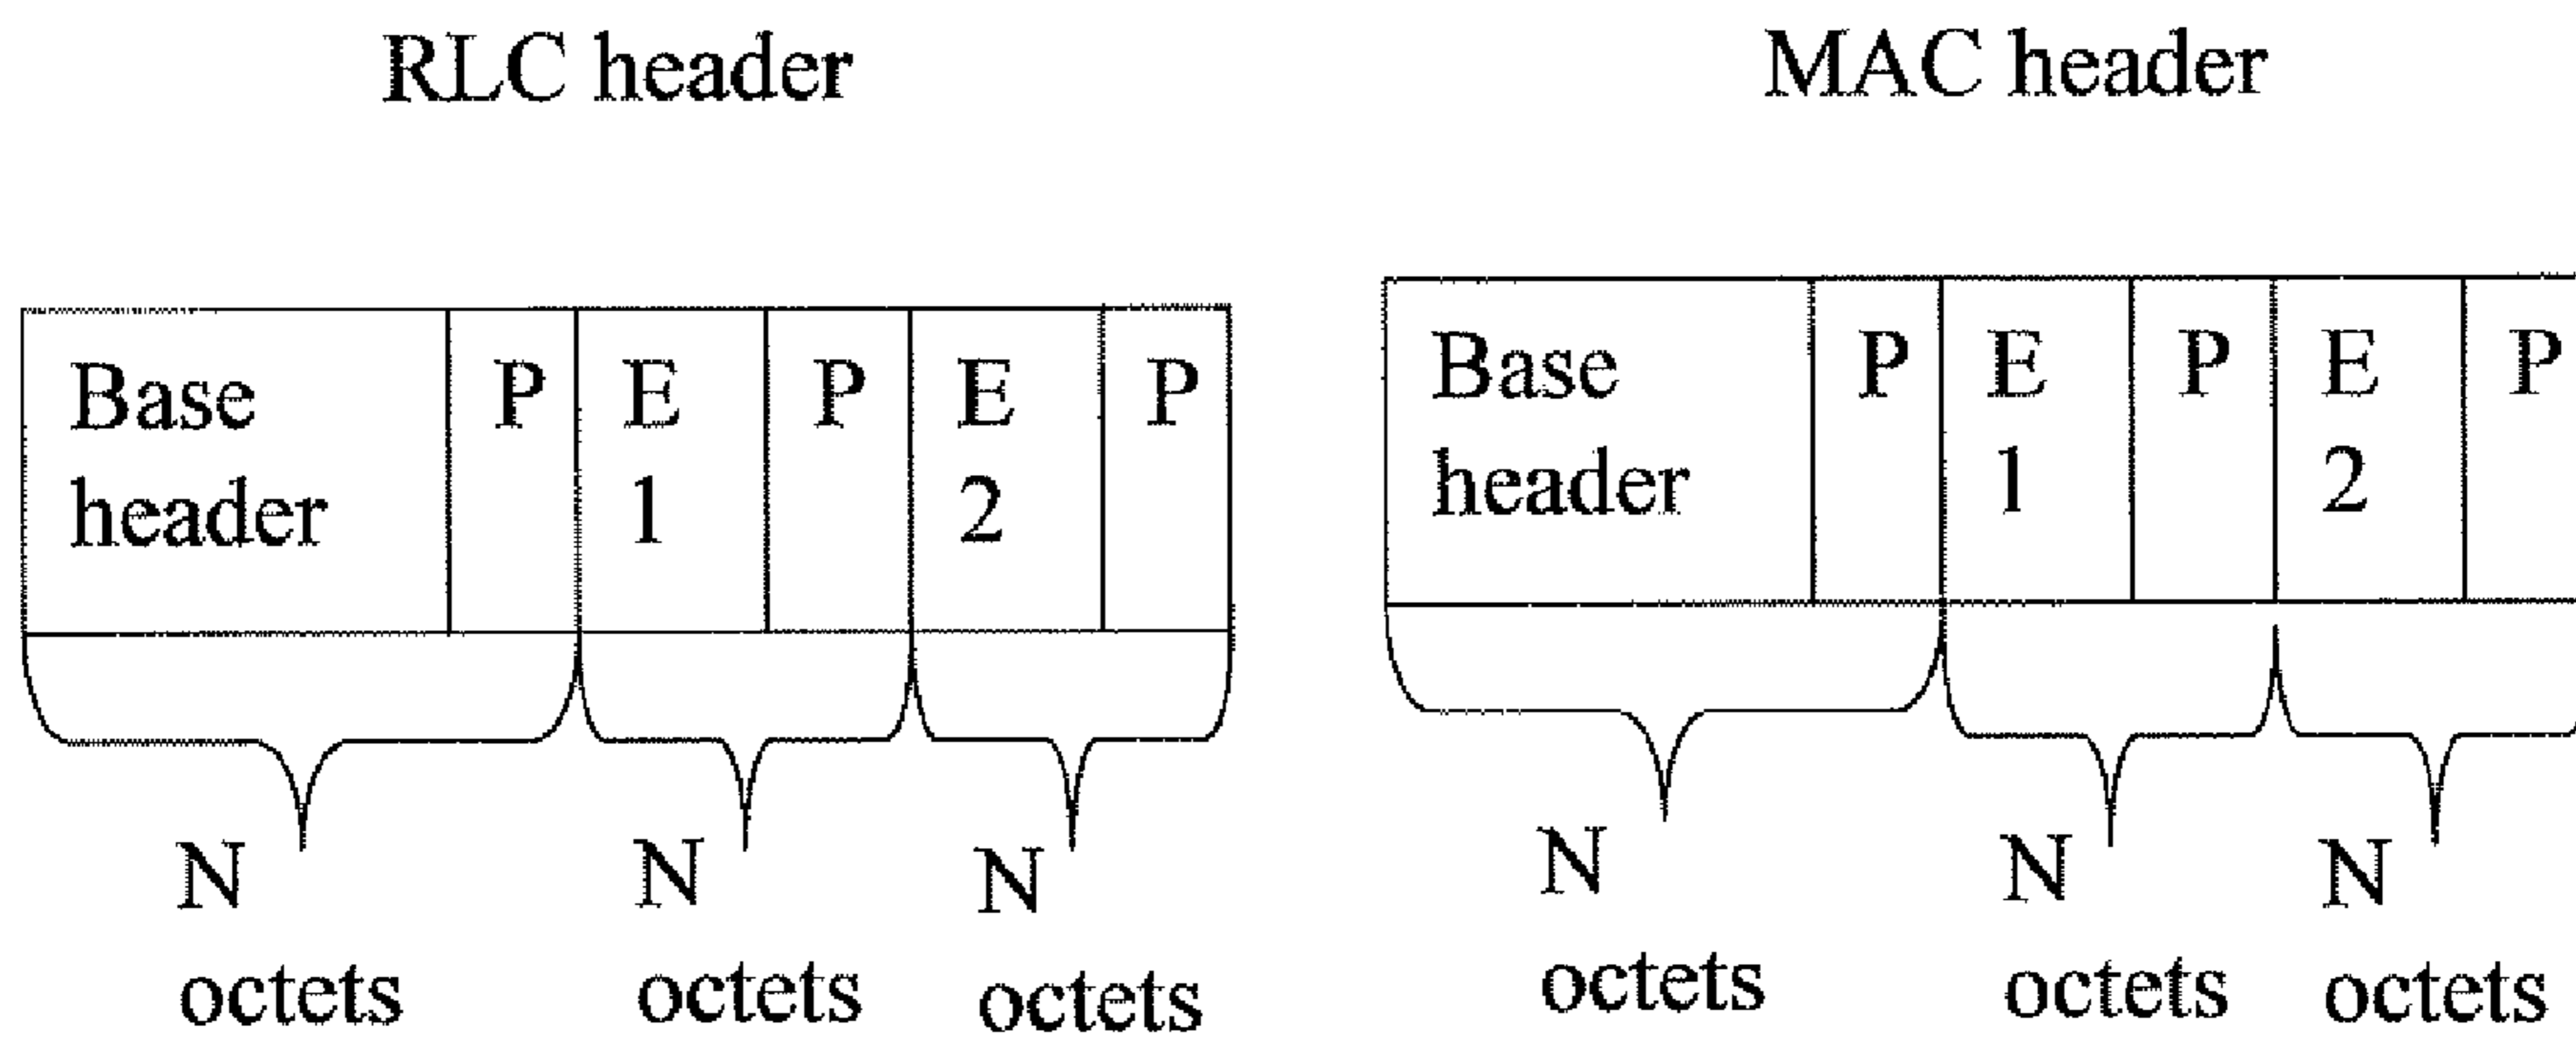 RLC header
Base P E P E P
header 1 2
N N N
octets octets octets
MAC header
Base P E P E P
header 1 2
N N N
octets octets octets